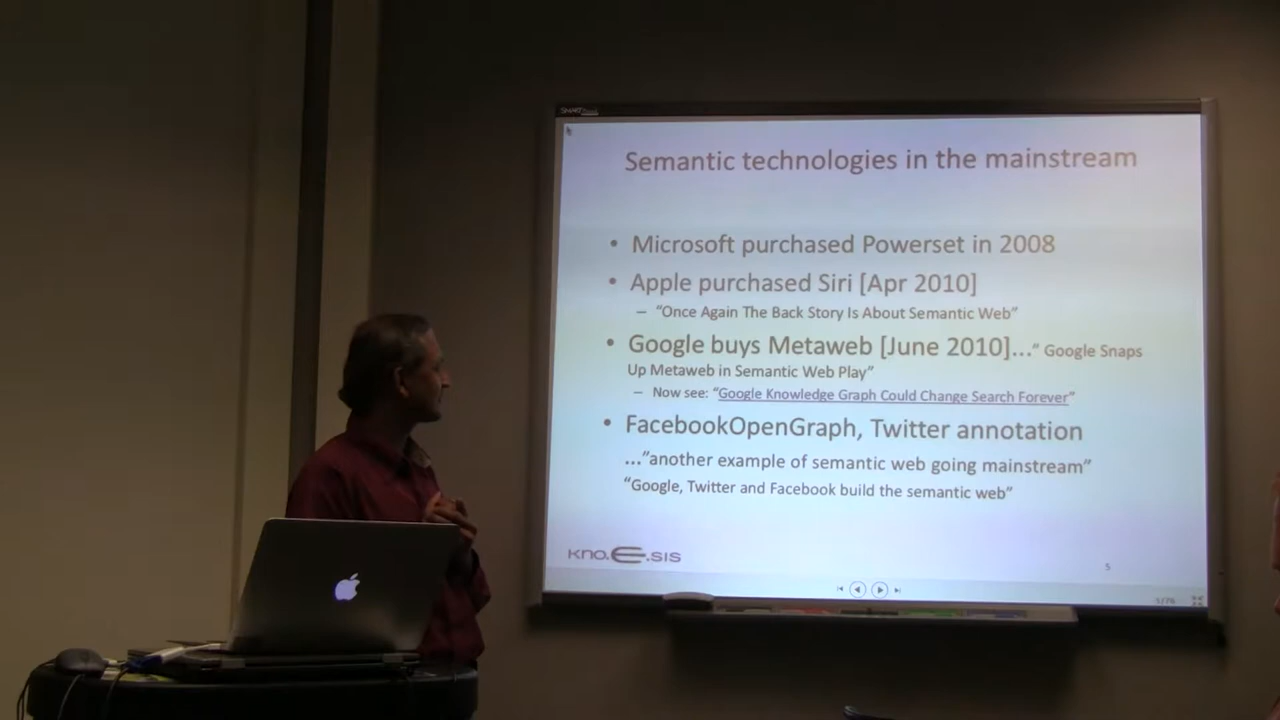 SMART
Semantic technologies in the mainstream
• Microsoft purchased Powerset in 2008
• Apple purchased Siri [Apr 2010]
– “Once Again The Back Story Is About Semantic Web”
• Google buys Metaweb [June 2010]...“ Google Snaps
Up Metaweb in Semantic Web Play”
– Now see: “Google Knowledge Graph Could Change Search Forever”
• FacebookOpenGraph, Twitter annotation
...”another example of semantic web going mainstream”
“Google, Twitter and Facebook build the semantic web”
kno.e.sis
5